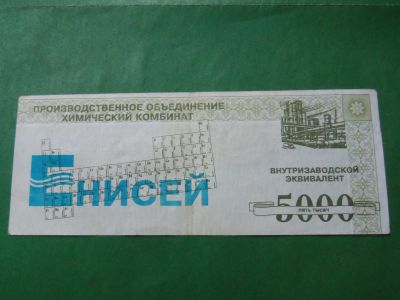 ПРОИЗВОДСТВЕННОЕ ОБЪЕДИНЕНИЕ
ХИМИЧЕСКИЙ КОМБИНАТ
ЕНИСЕЙ
ВНУТРИЗАВОДСКОЙ
ЭКВИВАЛЕНТ
5000
ПЯТЬ ТЫСЯЧ